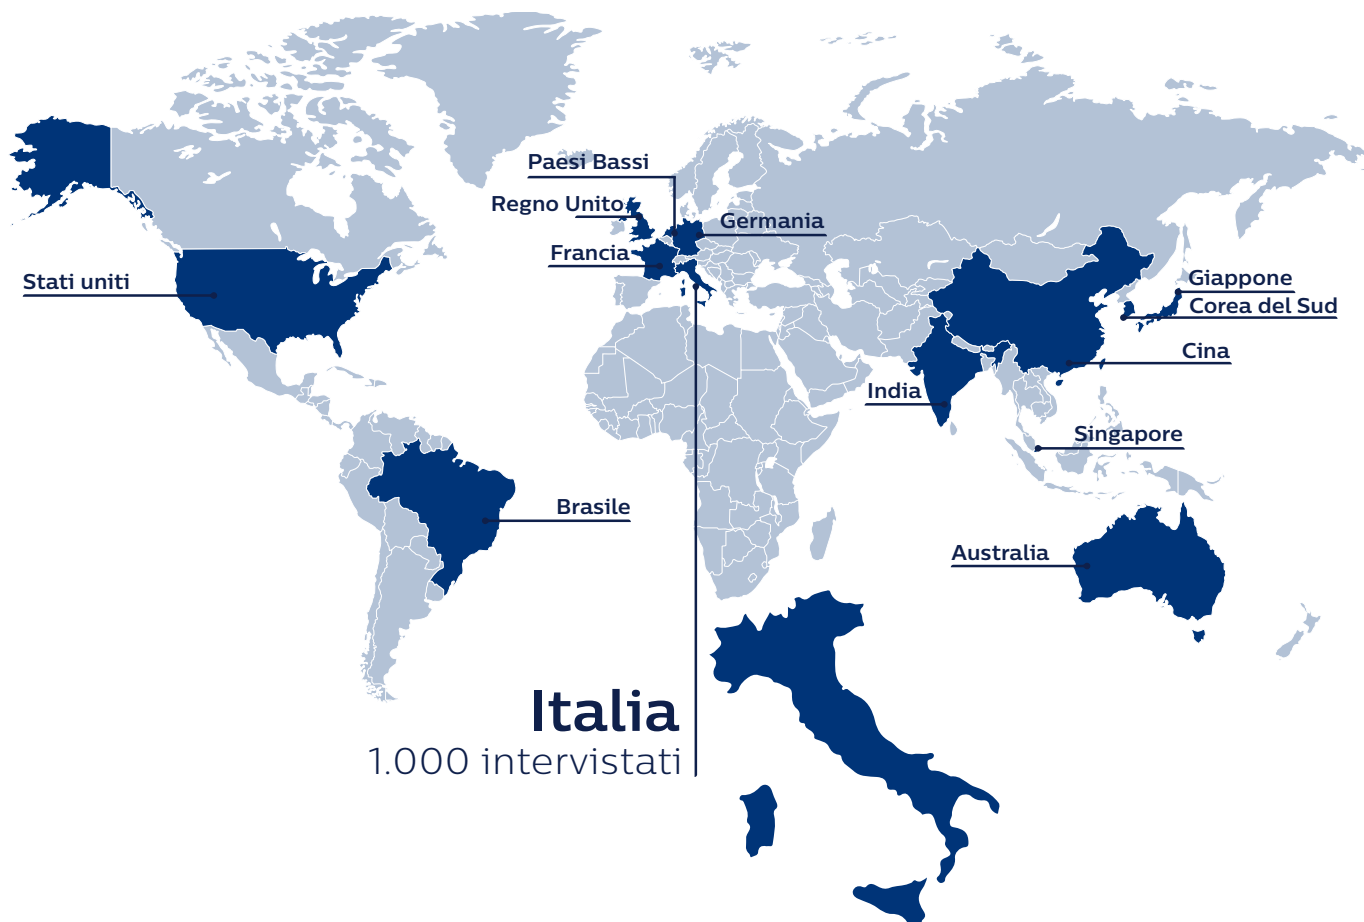 Paesi Bassi
Regno Unito
Germania
Francia
Stati uniti
Giappone
Corea del Sud
Cina
India
Singapore
Brasile
Australia
Italia
1.000 intervistati